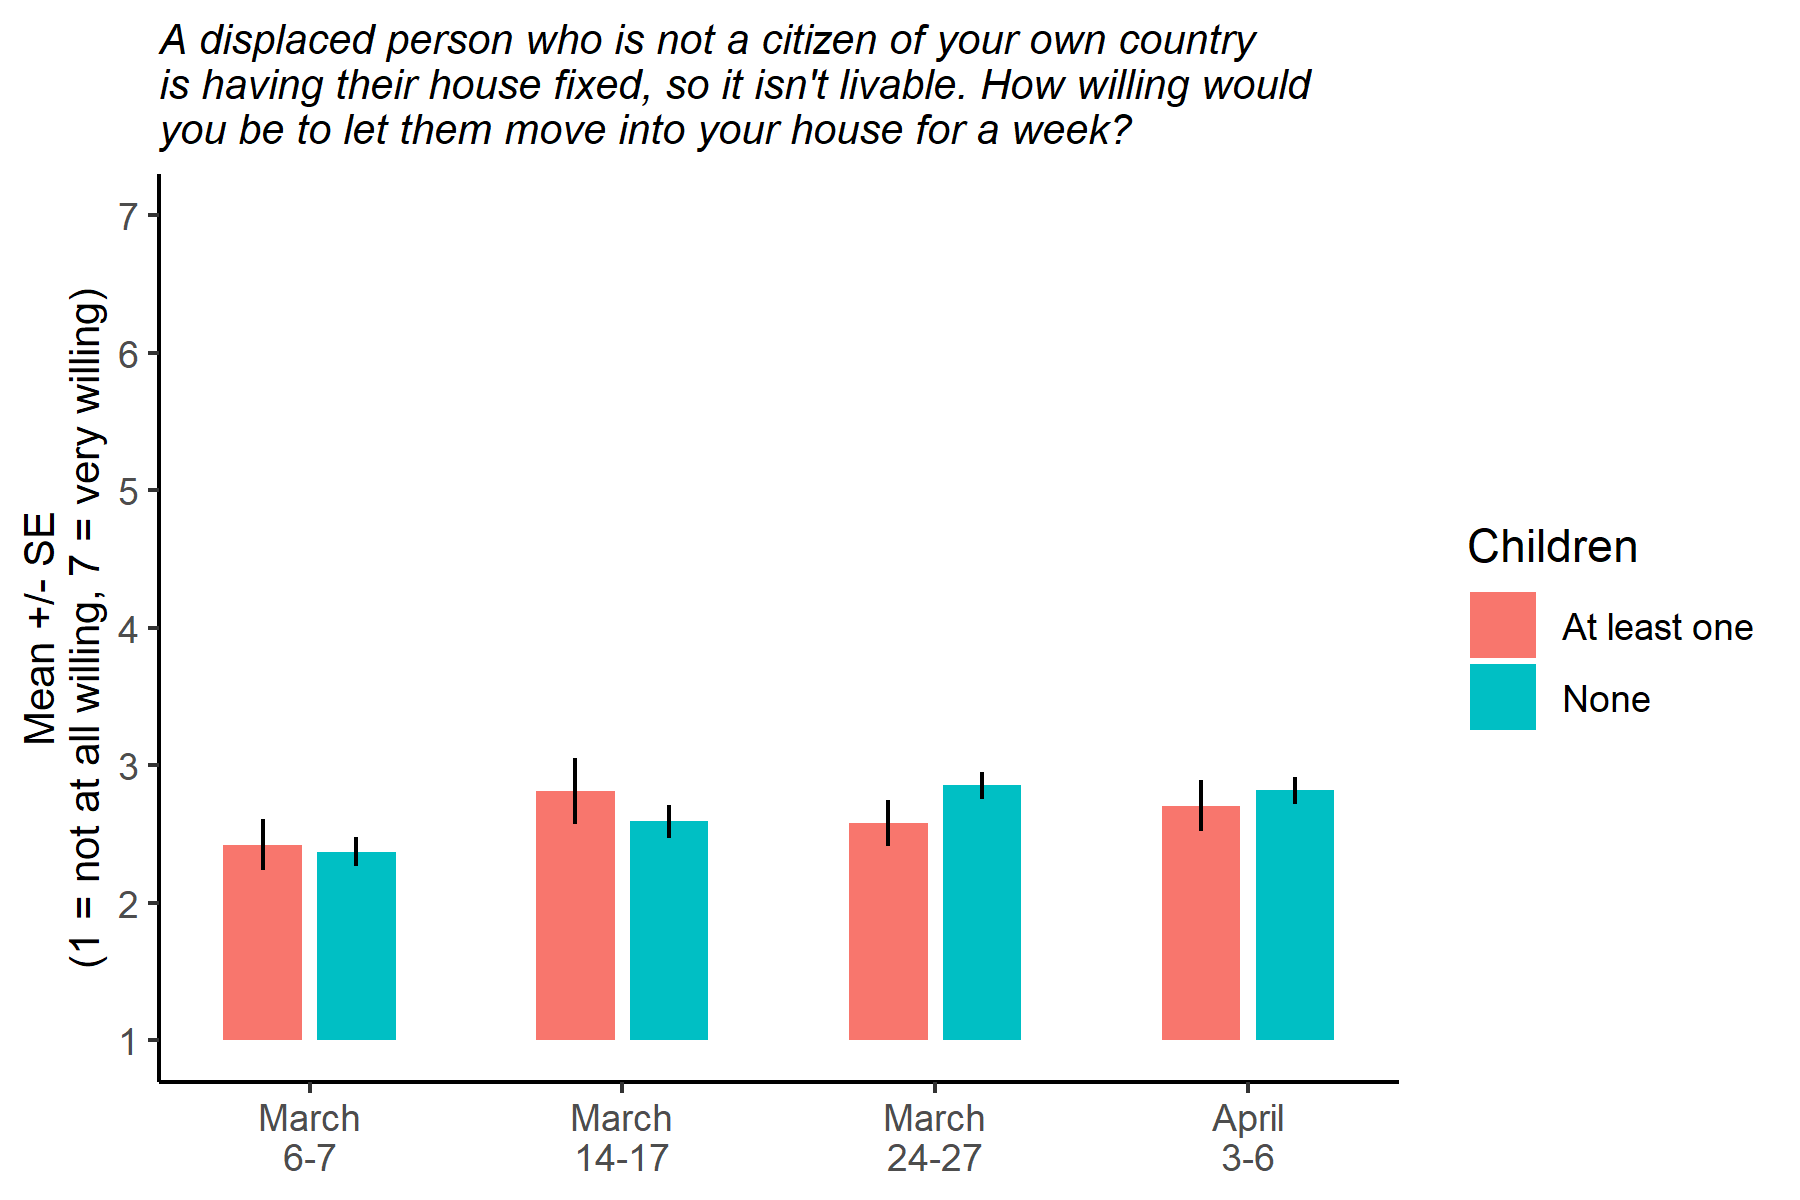 A displaced person who is not a citizen of your own country
is having their house fixed, so it isn't livable. How willing would
you be to let them move into your house for a week?
Mean +/- SE
(1 = not at all willing, 7 = very willing)
7
6
5
4
3
2
1
March
6-7
March
14-17
March
24-27
April
3-6
Children
At least one
None